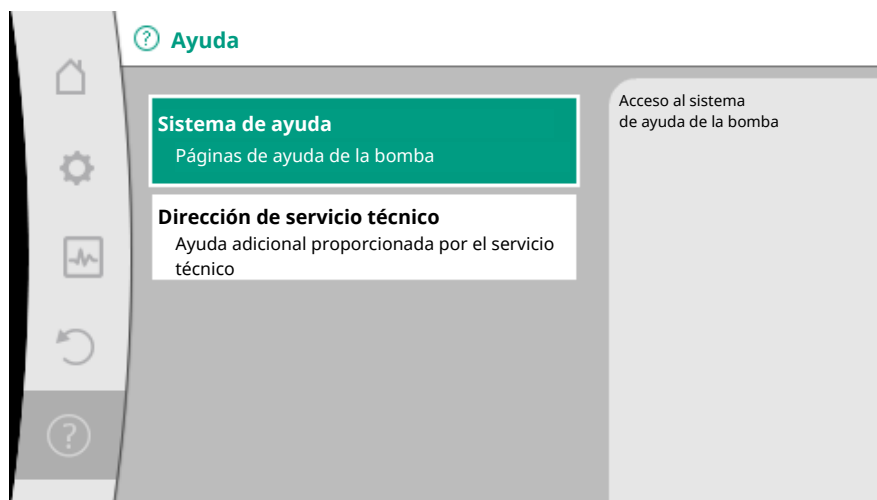 Ayuda
Sistema de ayuda
Páginas de ayuda de la bomba
Dirección de servicio técnico
Ayuda adicional proporcionada por el servicio
técnico
Acceso al sistema
de ayuda de la bomba